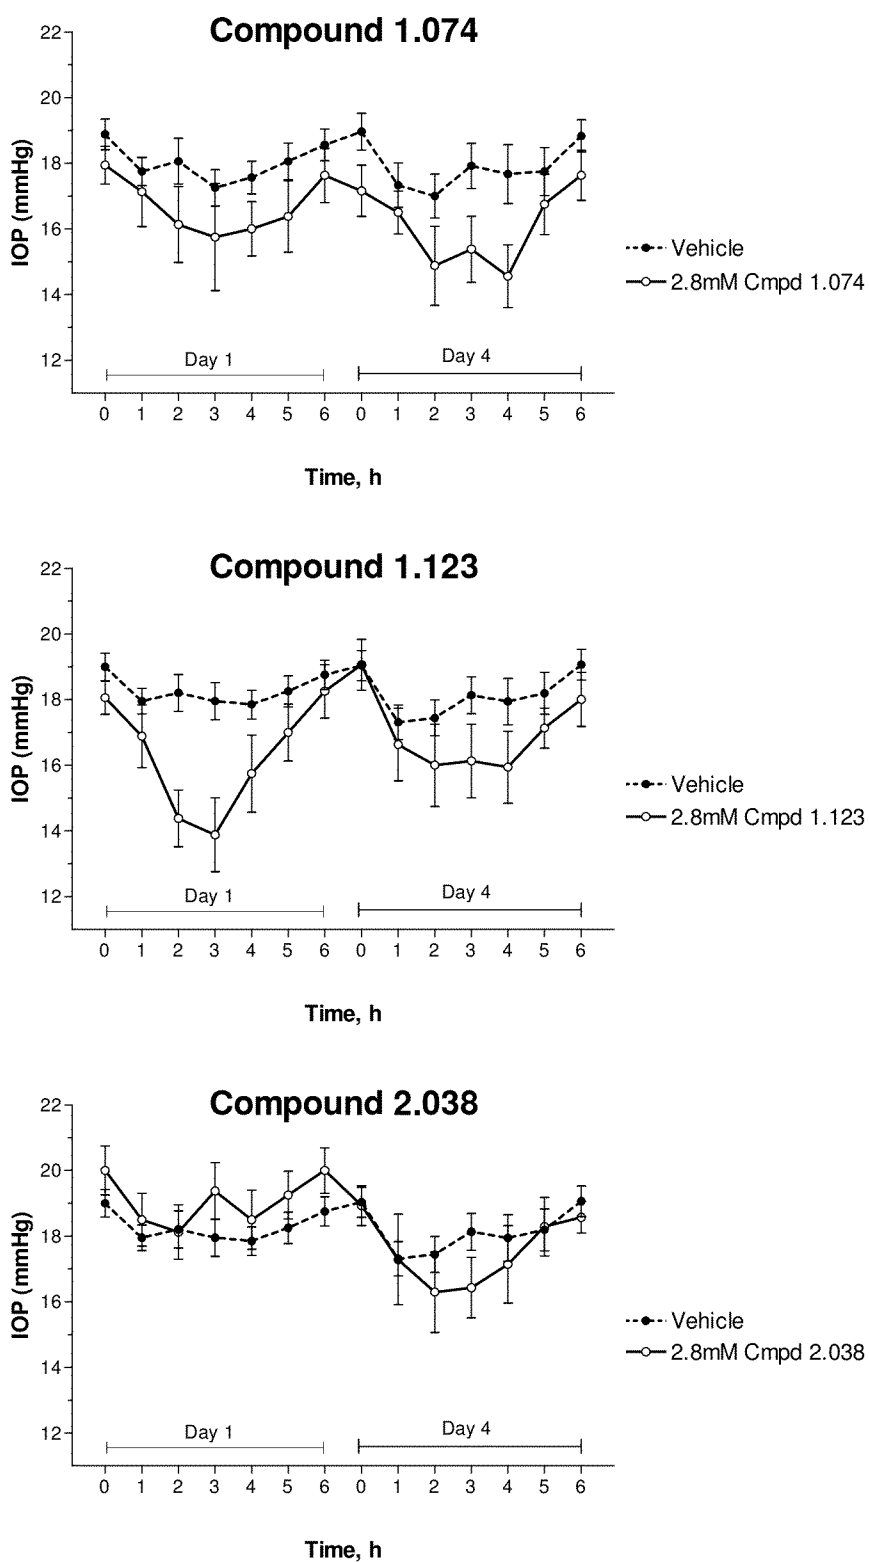 Compound 1.074
22
20
18
16
14
12
IOP (mmHg)
Vehicle
2.8mM Cmpd 1.074
Day 1 Day 4
0 1 2 3 4 5 6 0 1 2 3 4 5 6
Time, h
Compound 1.123
22
20
18
16
14
12
IOP (mmHg)
Vehicle
2.8mM Cmpd 1.123
Day 1 Day 4
0 1 2 3 4 5 6 0 1 2 3 4 5 6
Time, h
Compound 2.038
22
20
18
16
14
12
IOP (mmHg)
Vehicle
2.8mM Cmpd 2.038
Day 1 Day 4
0 1 2 3 4 5 6 0 1 2 3 4 5 6
Time, h